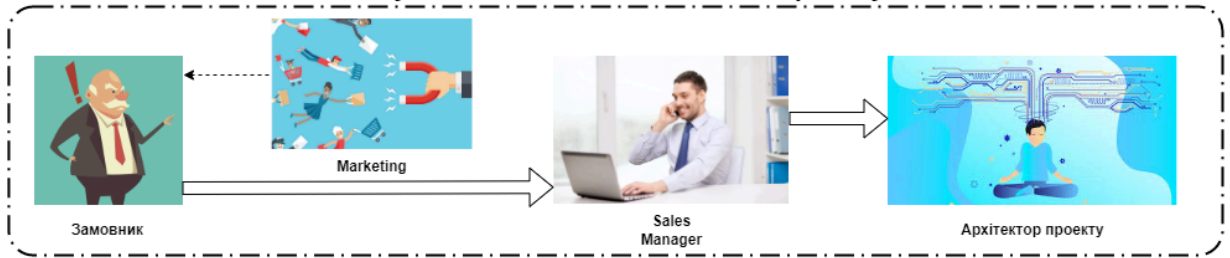 Marketing
Замовник
Sales
Manager
Архітектор проекту